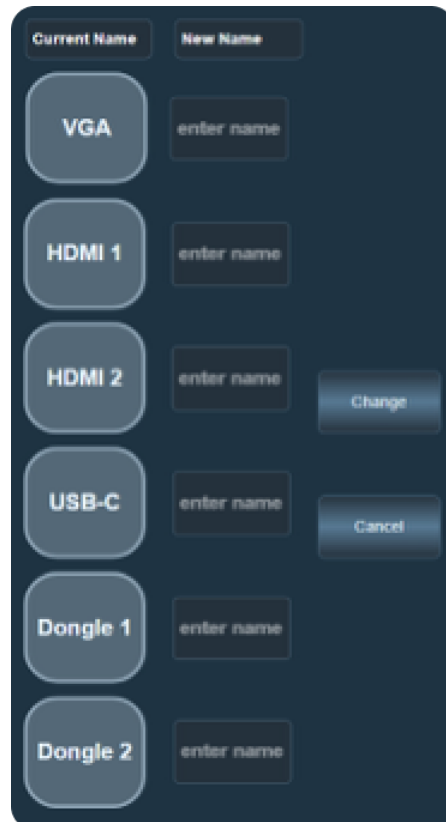 Current Name New Name
VGA enter name
HDMI 1 enter name
HDMI 2 enter name
Change
USB-C enter name
Cancel
Dongle 1 enter name
Dongle 2 enter name